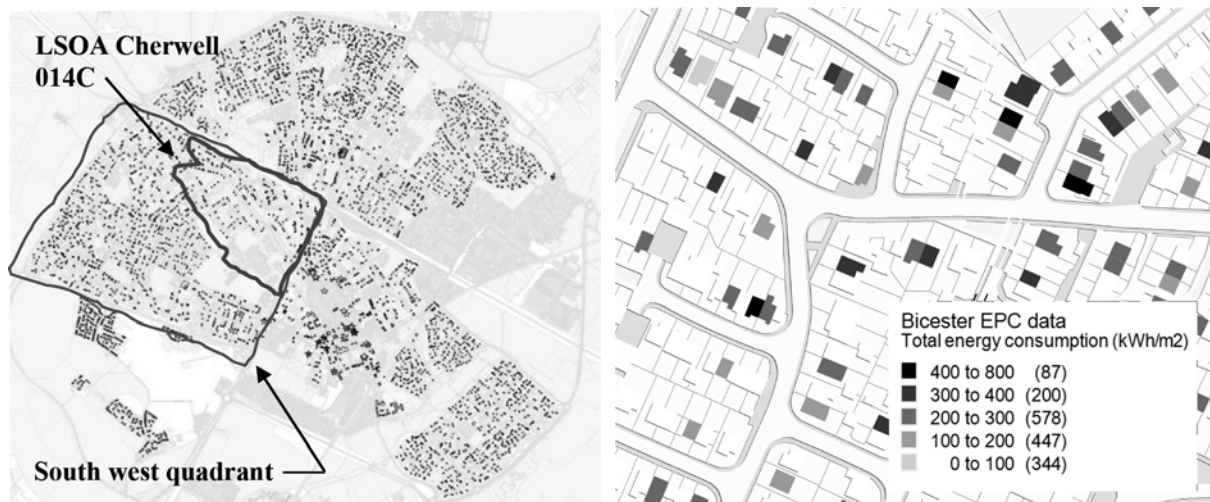 LSOA Cherwell
014C
South west quadrant
Bicester EPC data
Total energy consumption (kWh/m2)
400 to 800 (87)
300 to 400 (200)
200 to 300 (578)
100 to 200 (447)
0 to 100 (344)